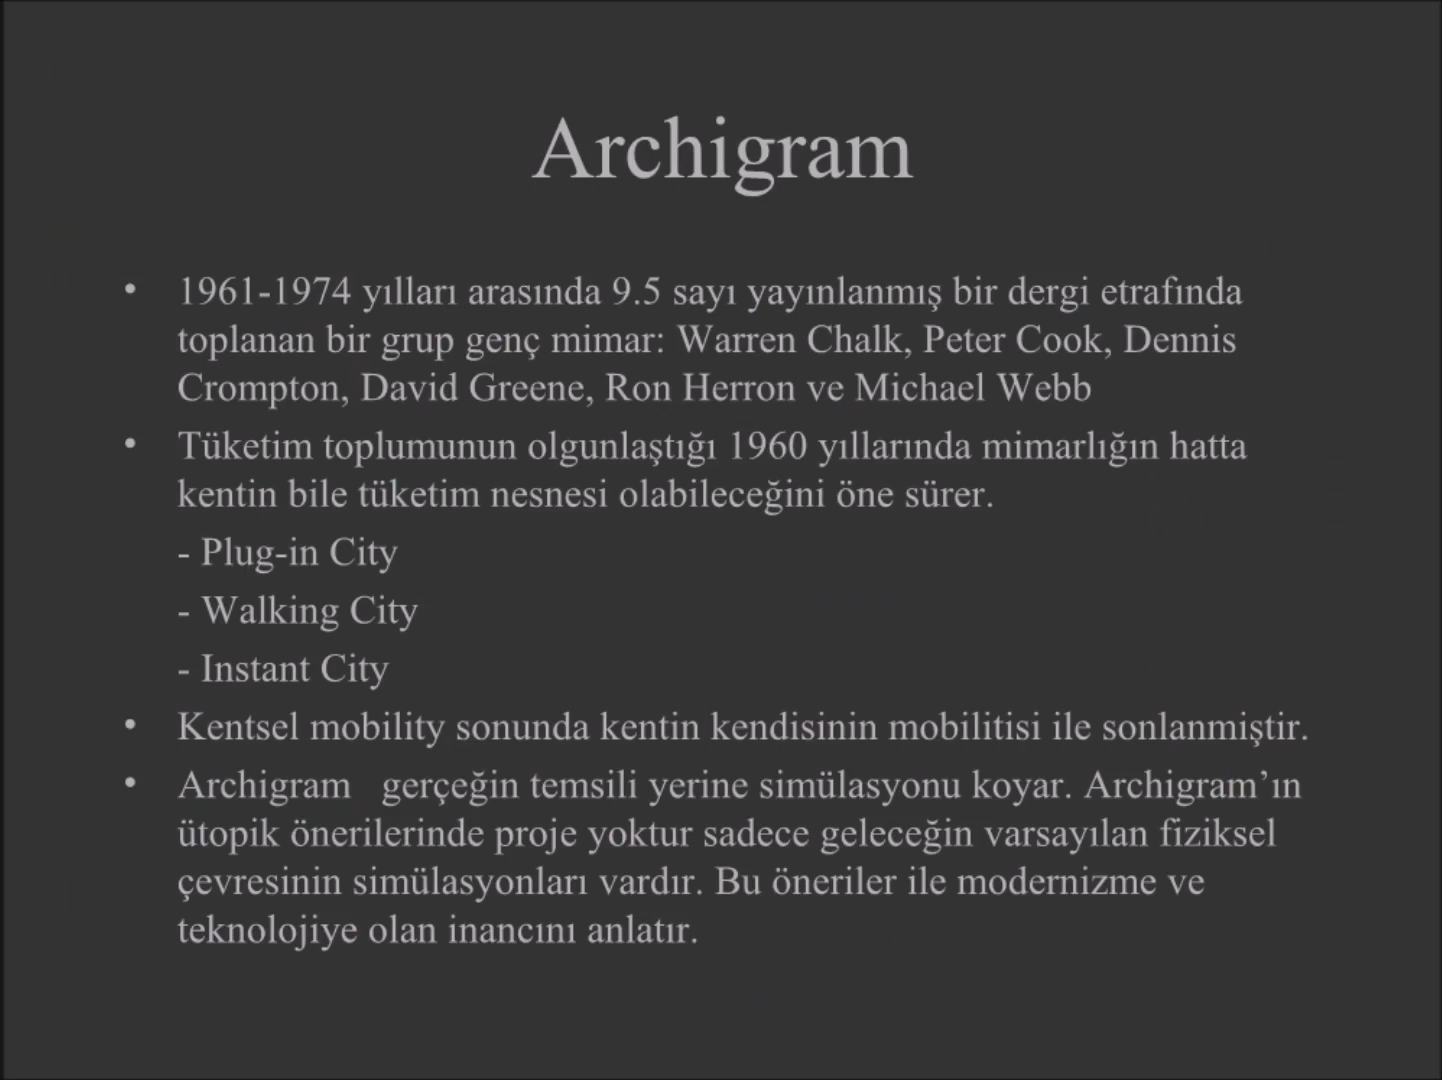 Archigram
• 1961-1974 yılları arasında 9.5 sayı yayınlanmış bir dergi etrafında
toplanan bir grup genç mimar: Warren Chalk, Peter Cook, Dennis
Crompton, David Greene, Ron Herron ve Michael Webb
• Tüketim toplumunun olgunlaştığı 1960 yıllarında mimarlığın hatta
kentin bile tüketim nesnesi olabileceğini öne sürer.
- Plug-in City
- Walking City
- Instant City
• Kentsel mobility sonunda kentin kendisinin mobilitisi ile sonlanmiştir.
• Archigram   gerçeğin temsili yerine simülasyonu koyar. Archigram’ın
ütopik önerilerinde proje yoktur sadece geleceğin varsayılan fiziksel
çevresinin simülasyonları vardır. Bu öneriler ile modernizme ve
teknolojiye olan inancını anlatır.